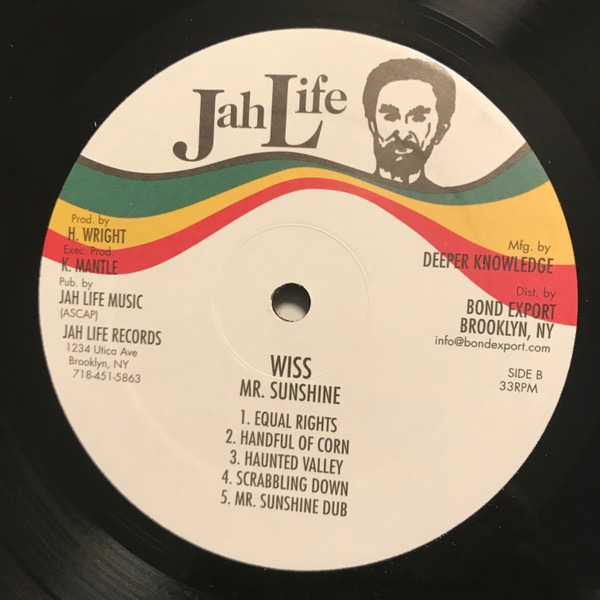 Jah Life
Prod. by
H. WRIGHT
Exec. Prod.
K. MANTLE
Pub. by
JAH LIFE MUSIC
(ASCAP)
JAH LIFE RECORDS
1234 Utica Ave
Brooklyn, NY
718-451-5863
Mfg. by
DEEPER KNOWLEDGE
Dist. by
BOND EXPORT
BROOKLYN, NY
info@bondexport.com
SIDE B
33RPM
WISS
MR. SUNSHINE
1. EQUAL RIGHTS
2. HANDFUL OF CORN
3. HAUNTED VALLEY
4. SCRABBLING DOWN
5. MR. SUNSHINE DUB